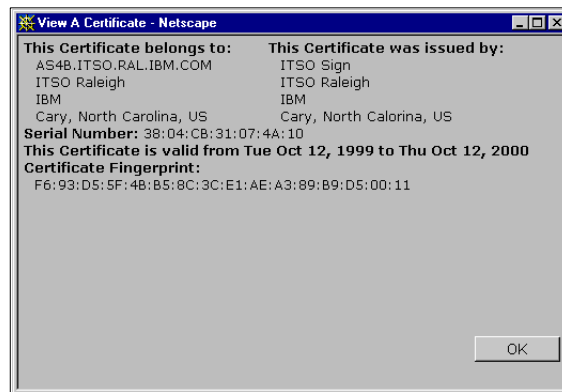 View A Certificate - Netscape
This Certificate belongs to: This Certificate was issued by:
AS4B.ITSO.RAL.IBM.COM ITSO Sign
ITSO Raleigh ITSO Raleigh
IBM IBM
Cary, North Carolina, US Cary, North Calorina, US
Serial Number: 38:04:CB:31:07:4A:10
This Certificate is valid from Tue Oct 12, 1999 to Thu Oct 12, 2000
Certificate Fingerprint:
F6:93:D5:5F:4B:B5:8C:3C:E1:AE:A3:89:B9:D5:00:11
OK